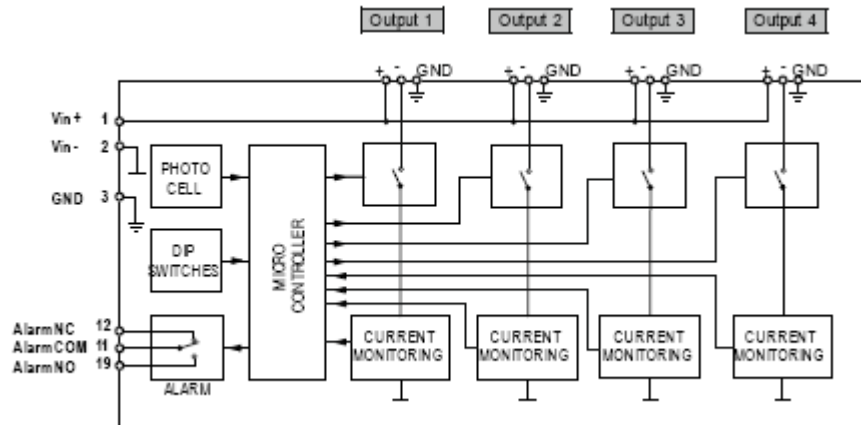 Output 1 Output 2 Output 3 Output 4
+ - GND + - GND + - GND + - GND
Vin+ 1
Vin- 2
GND 3
PHOTO
CELL
DIP
SWITCHES
MICRO
CONTROLLER
AlarmNC 12
AlarmCOM 11
AlarmNO 19
ALARM
CURRENT
MONITORING
CURRENT
MONITORING
CURRENT
MONITORING
CURRENT
MONITORING